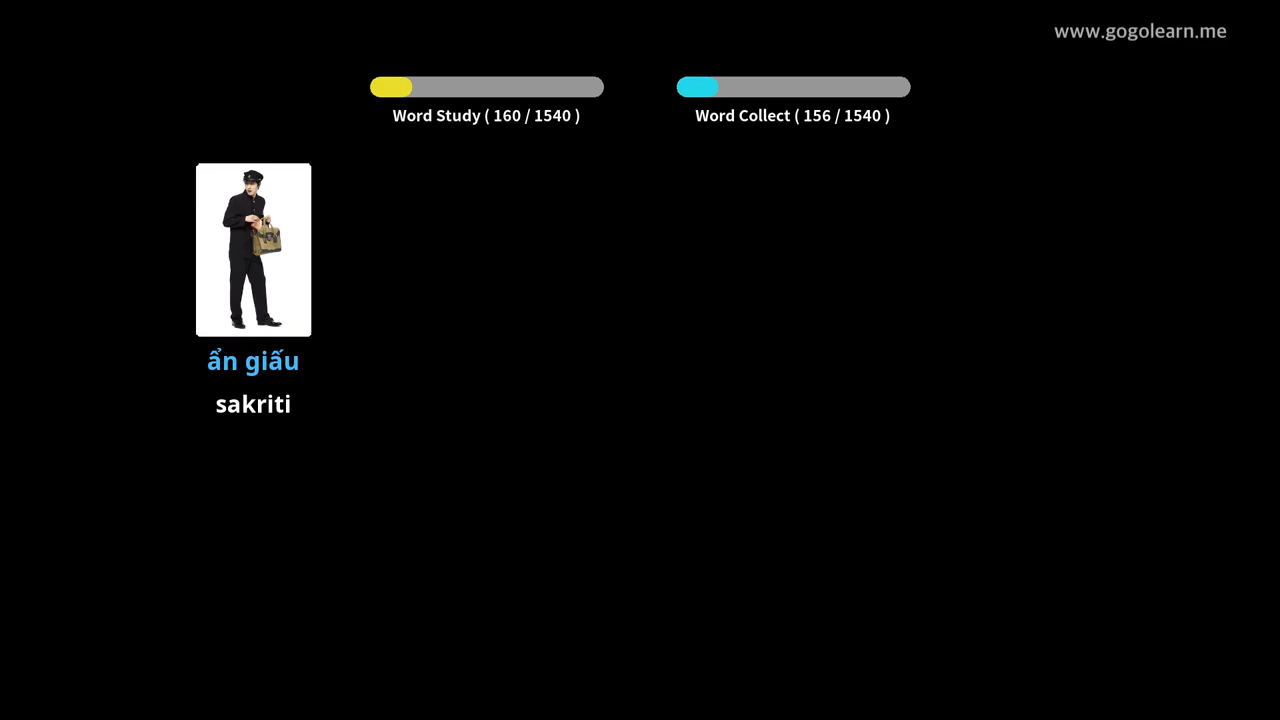 www.gogolearn.me
Word Study ( 160 / 1540 )
Word Collect ( 156 / 1540 )
ẩn giấu
sakriti